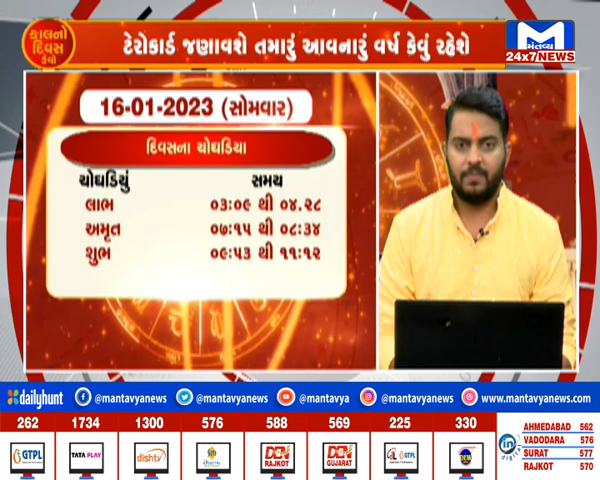 કાલનો
દિવસ
કેવો
ટેરોકાર્ડ જણાવશે તમારું આવનારું વર્ષ કેવું રહેશે
મંતવ્ય
24x7NEWS
16-01-2023 (સોમવાર)
દિવસના ચોઘડિયા
ચોઘડિયું સમય
લાભ ૦૩:૦૯ થી ૦૪.૨૮
અમૃત ૦૭:૧૫ થી ૦૮:૩૪
શુભ ૦૯:૫૩ થી ૧૧:૧૨
dailyhunt @mantavyanews @mantavyanews @mantavya @mantavyanews www.mantavyanews.com
262 1734 1300 576 588 569 225 330
GTPL TATA PLAY dishtv DEN RAJKOT DEN GUJARAT GTPL
in digital
AHMEDABAD 562
VADODARA 576
SURAT 577
RAJKOT 570